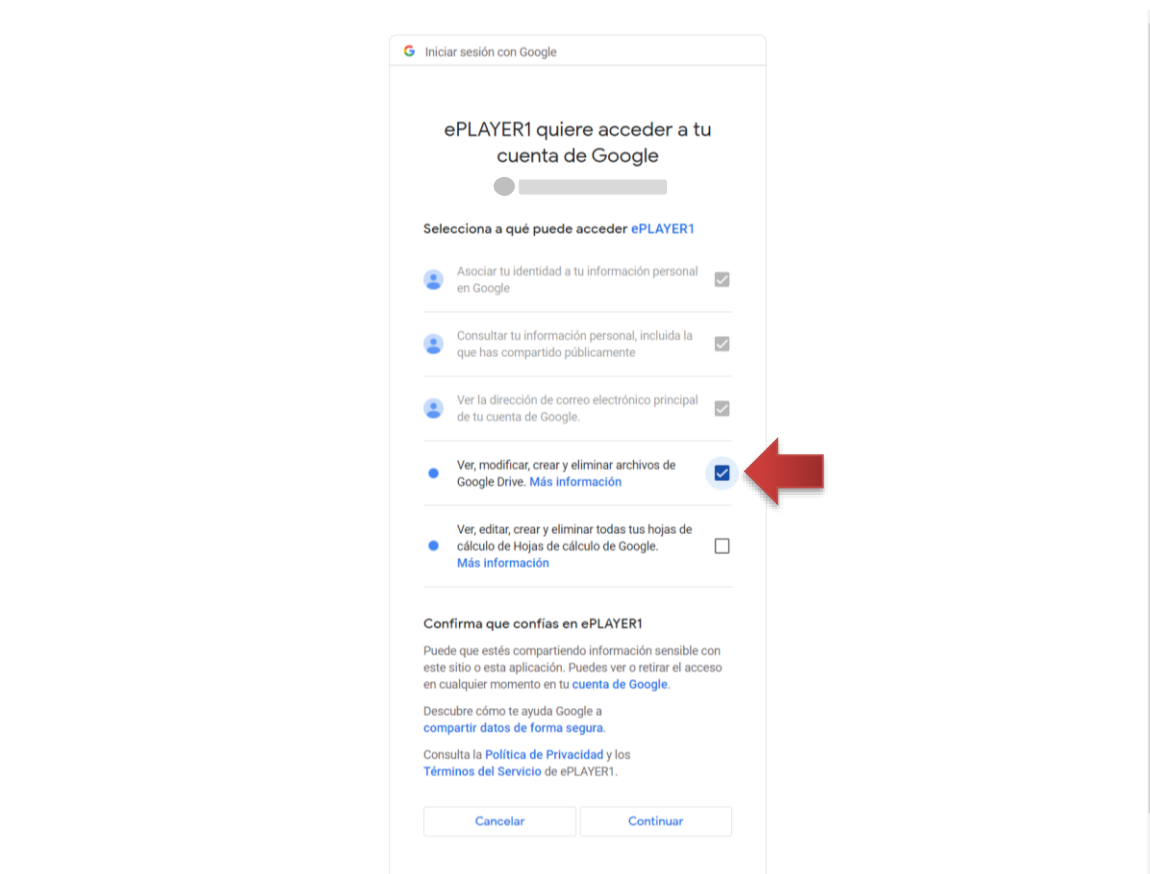 Iniciar sesión con Google
ePLAYER1 quiere acceder a tu
cuenta de Google
Selecciona a qué puede acceder ePLAYER1
Asociar tu identidad a tu información personal
en Google
Consultar tu información personal, incluida la
que has compartido públicamente
Ver la dirección de correo electrónico principal
de tu cuenta de Google.
Ver, modificar, crear y eliminar archivos de
Google Drive. Más información
Ver, editar, crear y eliminar todas tus hojas de
cálculo de Hojas de cálculo de Google.
Más información
Confirma que confías en ePLAYER1
Puede que estés compartiendo información sensible con
este sitio o esta aplicación. Puedes ver o retirar el acceso
en cualquier momento en tu cuenta de Google.
Descubre cómo te ayuda Google a
compartir datos de forma segura.
Consulta la Política de Privacidad y los
Términos del Servicio de ePLAYER1.
Cancelar
Continuar